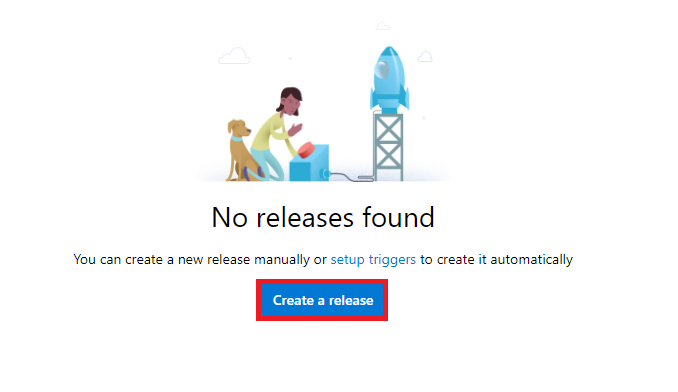 No releases found
You can create a new release manually or setup triggers to create it automatically
Create a release